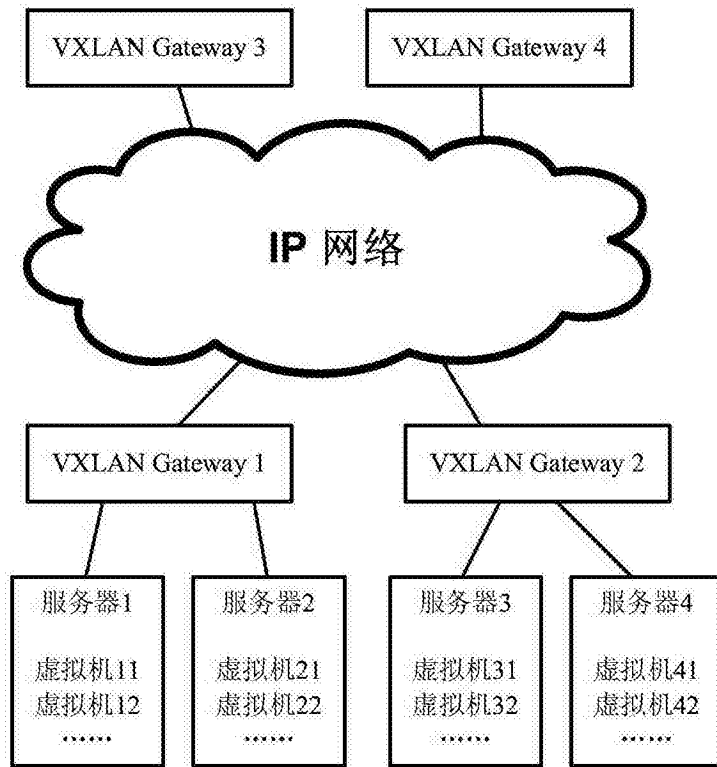 VXLAN Gateway 3
VXLAN Gateway 4
IP 网络
VXLAN Gateway 1
VXLAN Gateway 2
服务器1
虚拟机11
虚拟机12
……
服务器2
虚拟机21
虚拟机22
……
服务器3
虚拟机31
虚拟机32
……
服务器4
虚拟机41
虚拟机42
……